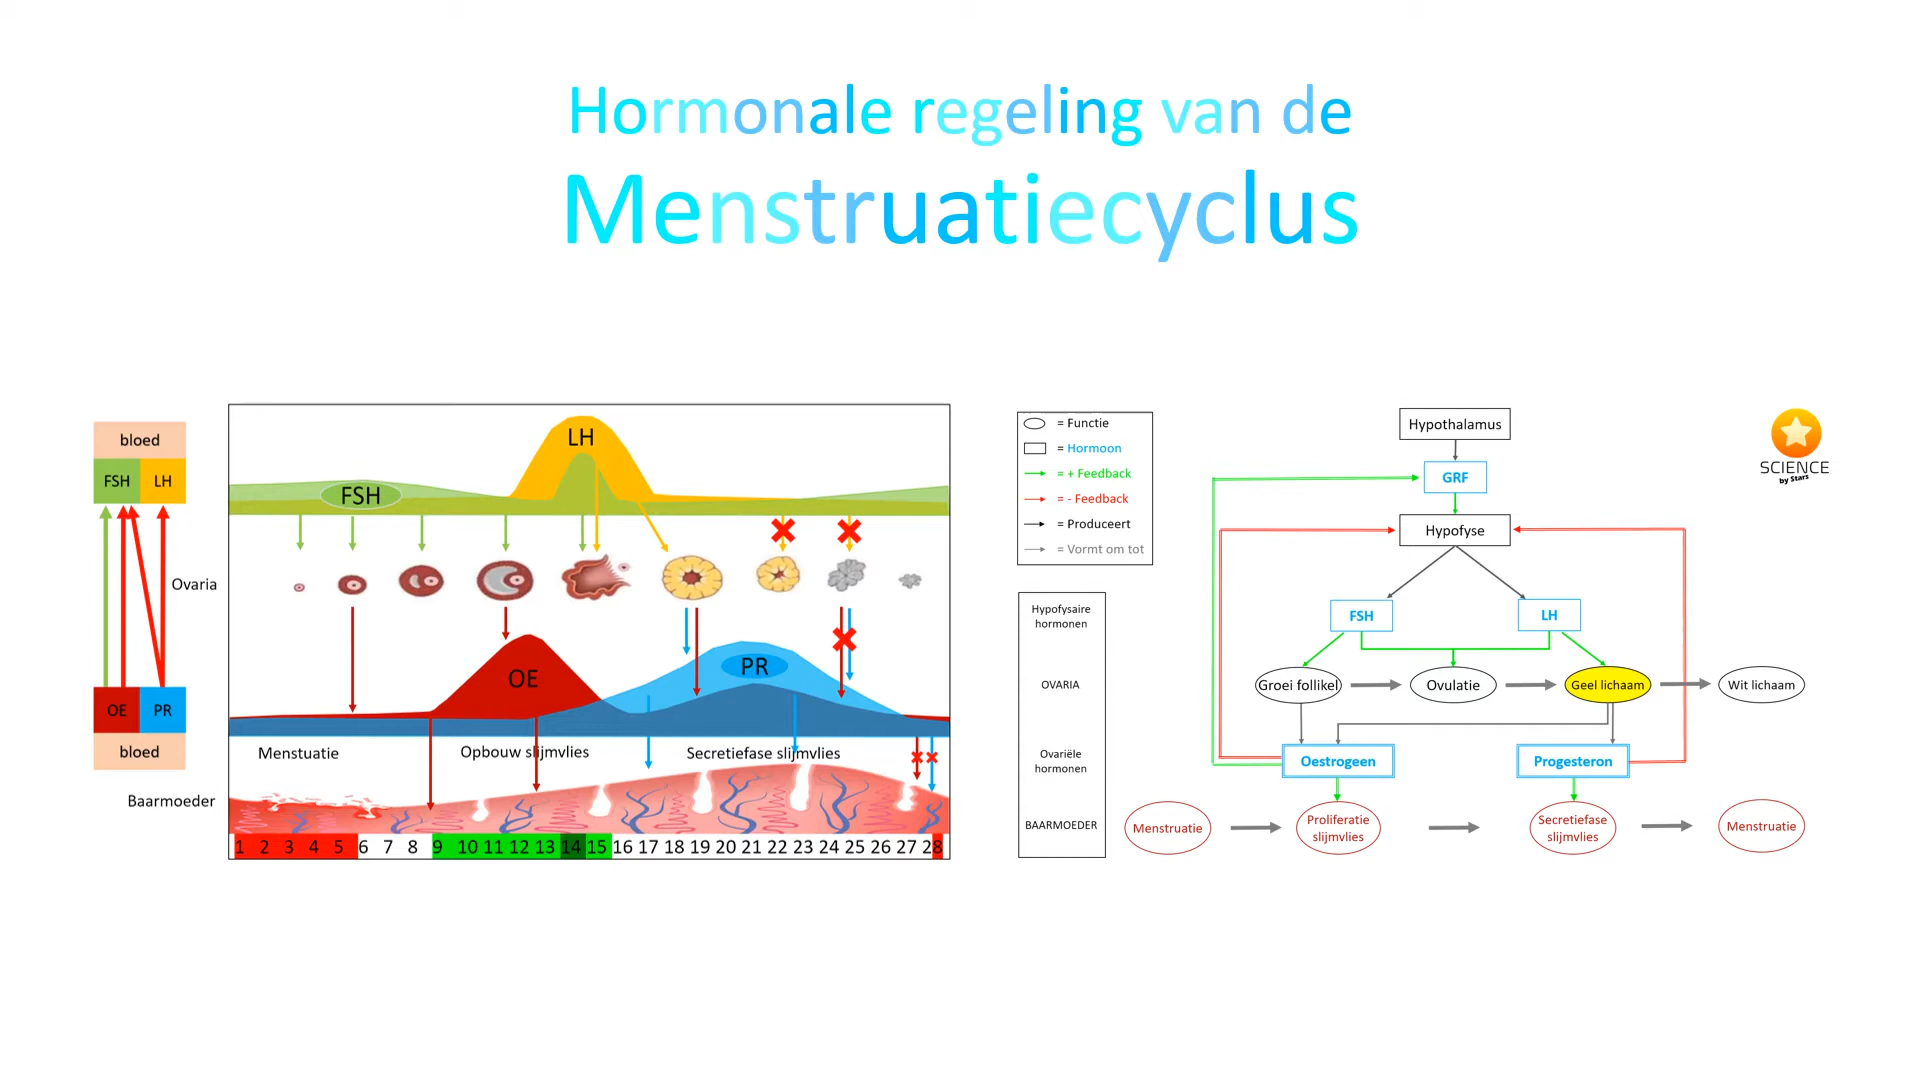 Hormonale regeling van de
Menstruatiecyclus
bloed
FSH LH
Ovaria
OE PR
bloed
Baarmoeder
LH
FSH
OE
PR
Menstuatie
Opbouw slijmvlies
Secretiefase slijmvlies
1 2 3 4 5 6 7 8 9 10 11 12 13 14 15 16 17 18 19 20 21 22 23 24 25 26 27 28
= Functie
= Hormoon
= + Feedback
= - Feedback
= Produceert
= Vormt om tot
Hypofysaire
hormonen
OVARIA
Ovariële
hormonen
BAARMOEDER
Hypothalamus
GRF
Hypofyse
FSH
LH
Groei follikel
Ovulatie
Geel lichaam
Wit lichaam
Oestrogeen
Progesteron
Menstruatie
Proliferatie
slijmvlies
Secretiefase
slijmvlies
Menstruatie
SCIENCE
by Stars